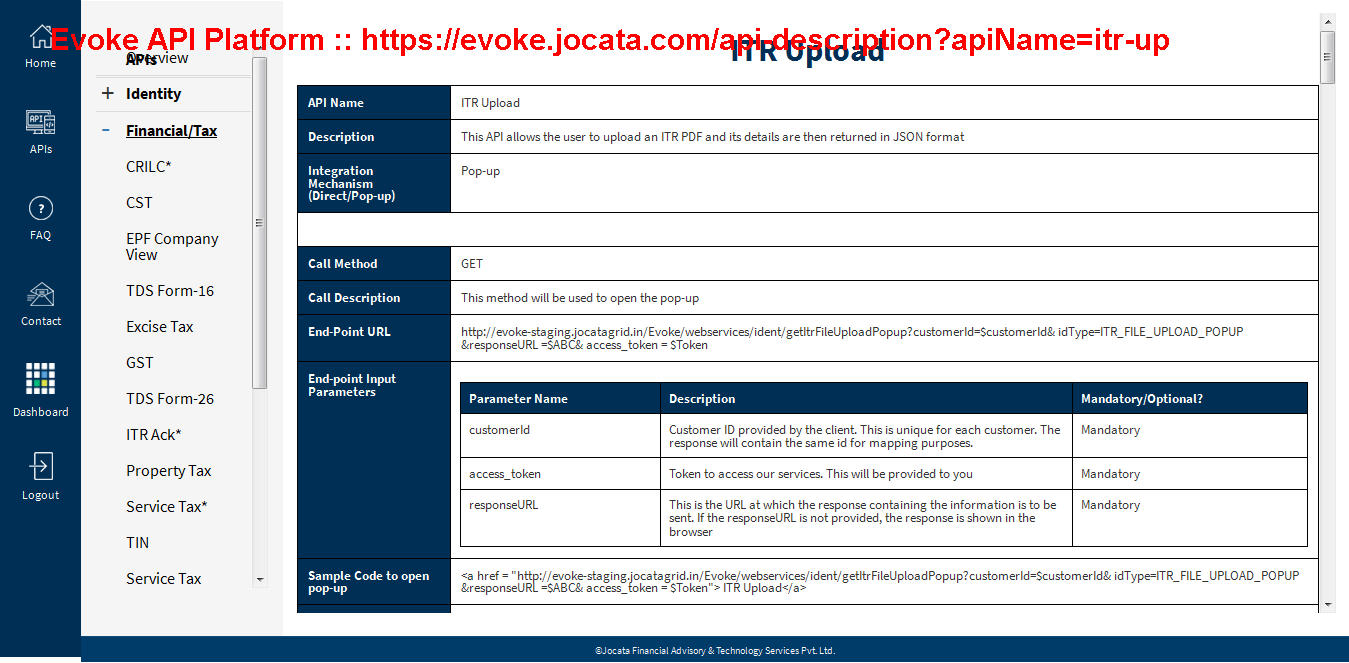 Evoke API Platform :: https://evoke.jocata.com/api-description?apiName=itr-up
ITR Upload
Home
APIs
FAQ
?
Contact
Dashboard
Logout
APIs
Overview
+ Identity
− Financial/Tax
CRILC*
CST
EPF Company
View
TDS Form-16
Excise Tax
GST
TDS Form-26
ITR Ack*
Property Tax
Service Tax*
TIN
Service Tax
API Name
ITR Upload
Description
This API allows the user to upload an ITR PDF and its details are then returned in JSON format
Integration
Mechanism
(Direct/Pop-up)
Pop-up
Call Method
GET
Call Description
This method will be used to open the pop-up
End-Point URL
http://evoke-staging.jocatagrid.in/Evoke/webservices/ident/getItrFileUploadPopup?customerId=$customerId& idType=ITR_FILE_UPLOAD_POPUP
&responseURL =$ABC& access_token = $Token
End-point Input
Parameters
Parameter Name
Description
Mandatory/Optional?
customerId
Customer ID provided by the client. This is unique for each customer. The
response will contain the same id for mapping purposes.
Mandatory
access_token
Token to access our services. This will be provided to you
Mandatory
responseURL
This is the URL at which the response containing the information is to be
sent. If the responseURL is not provided, the response is shown in the
browser
Mandatory
Sample Code to open
pop-up
<a href = "http://evoke-staging.jocatagrid.in/Evoke/webservices/ident/getItrFileUploadPopup?customerId=$customerId& idType=ITR_FILE_UPLOAD_POPUP
&responseURL =$ABC& access_token = $Token"> ITR Upload</a>
©Jocata Financial Advisory & Technology Services Pvt. Ltd.